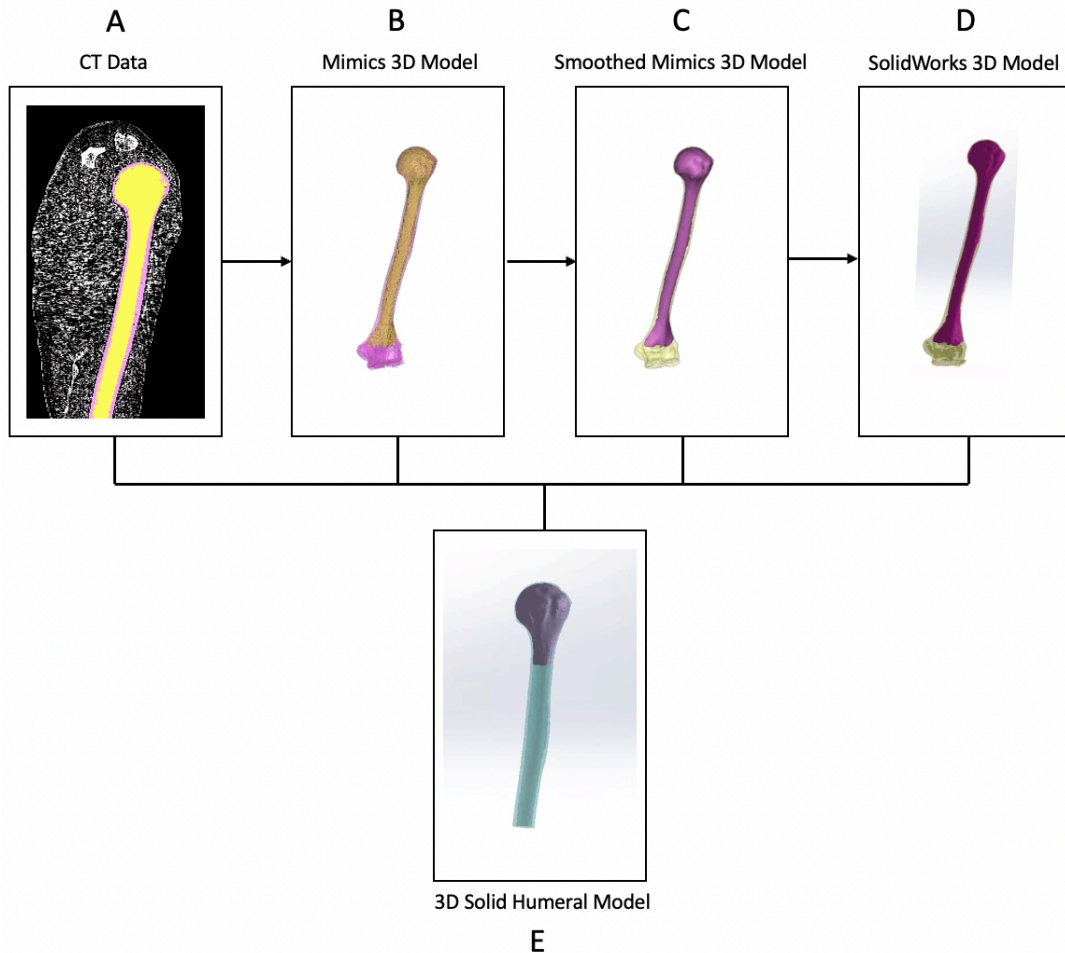 A
B
C
D
CT Data
Mimics 3D Model
Smoothed Mimics 3D Model
SolidWorks 3D Model
3D Solid Humeral Model
E